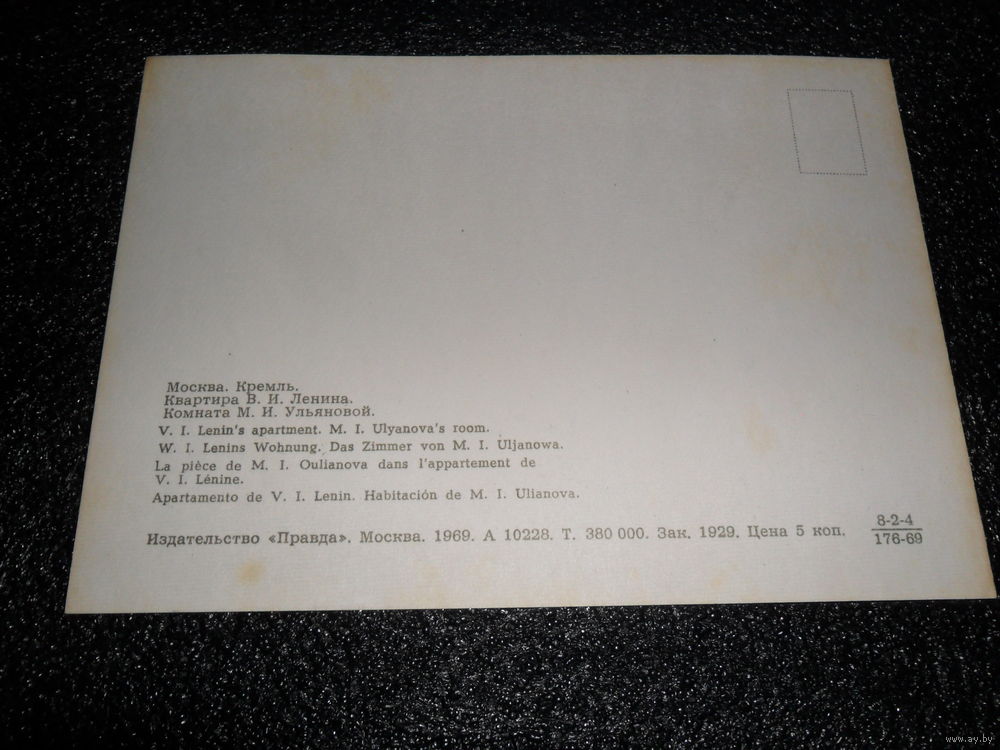 Москва. Кремль.
Квартира В. И. Ленина.
Комната М. И. Ульяновой.
V. I. Lenin's apartment. M. I. Ulyanova's room.
W. I. Lenins Wohnung. Das Zimmer von M. I. Uljanowa.
La pièce de M. I. Oulianova dans l'appartement de
V. I. Lénine.
Apartamento de V. I. Lenin. Habitación de M. I. Ulianova.
Издательство «Правда». Москва. 1969. А 10228. Т. 380 000. Зак. 1929. Цена 5 коп.
8-2-4
176-69
www.ay.by